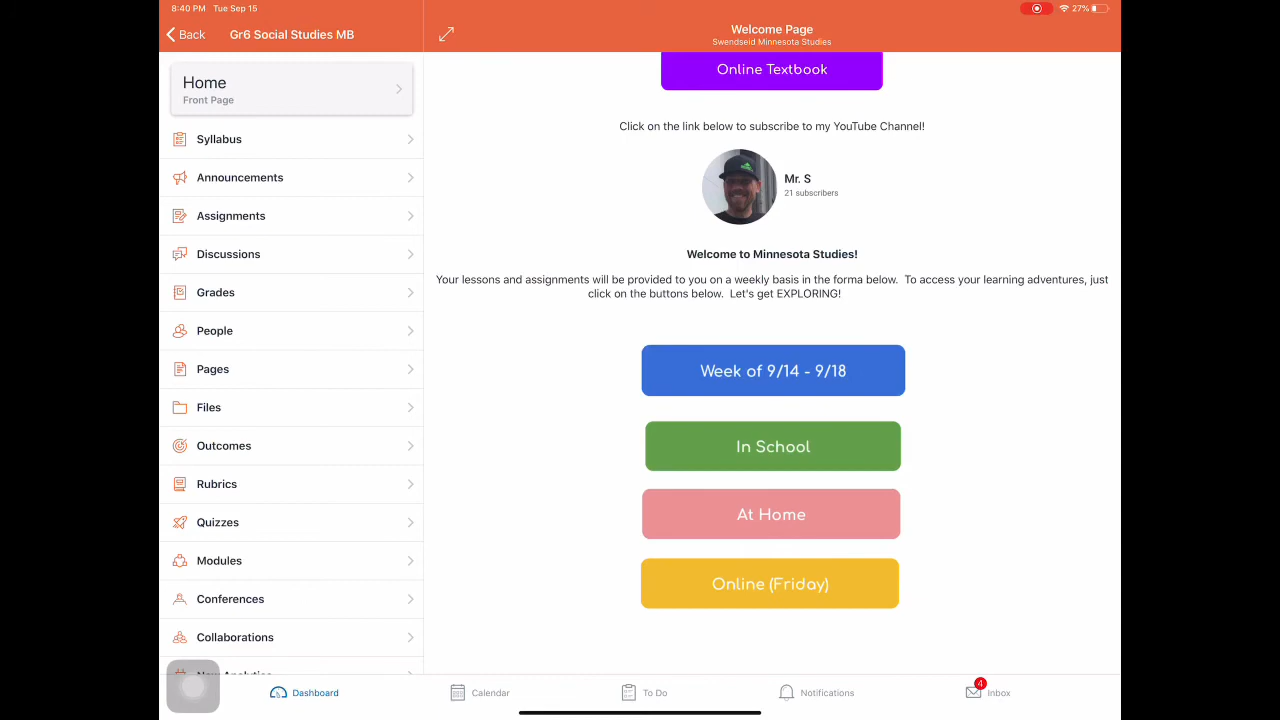 8:40 PM Tue Sep 15
27%
Back
Gr6 Social Studies MB
Welcome Page
Swendseid Minnesota Studies
Home
Front Page
Syllabus
Announcements
Assignments
Discussions
Grades
People
Pages
Files
Outcomes
Rubrics
Quizzes
Modules
Conferences
Collaborations
New Analytics
Online Textbook
Click on the link below to subscribe to my YouTube Channel!
Mr. S
21 subscribers
Welcome to Minnesota Studies!
Your lessons and assignments will be provided to you on a weekly basis in the forma below. To access your learning adventures, just
click on the buttons below. Let's get EXPLORING!
Week of 9/14 - 9/18
In School
At Home
Online (Friday)
Dashboard
Calendar
To Do
Notifications
4
Inbox